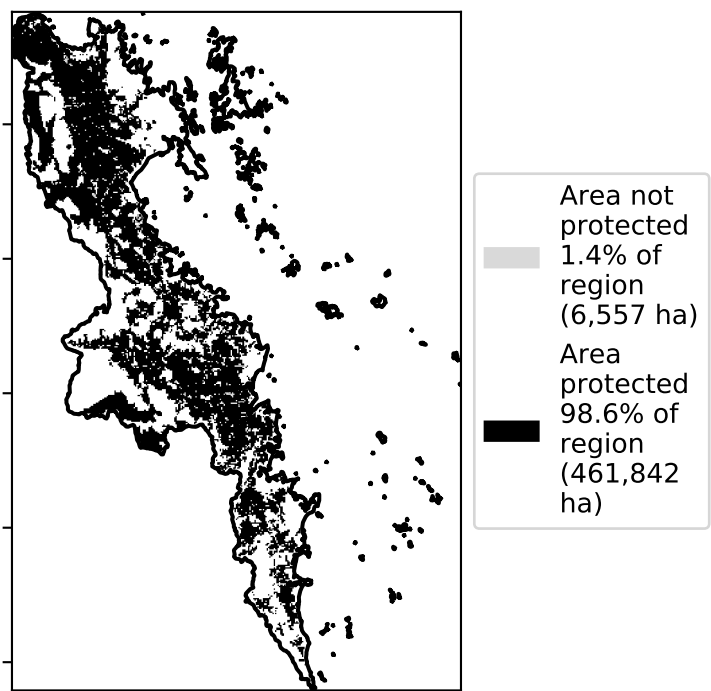 Area not
protected
1.4% of
region
(6,557 ha)
Area
protected
98.6% of
region
(461,842
ha)